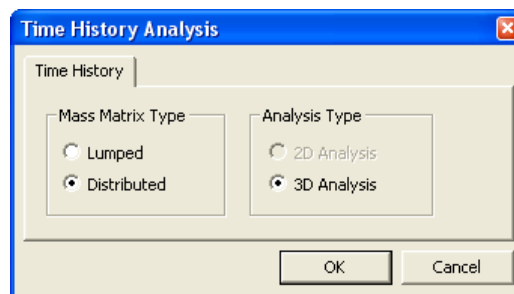 Time History Analysis
Time History
Mass Matrix Type
Lumped
Distributed
Analysis Type
2D Analysis
3D Analysis
OK
Cancel